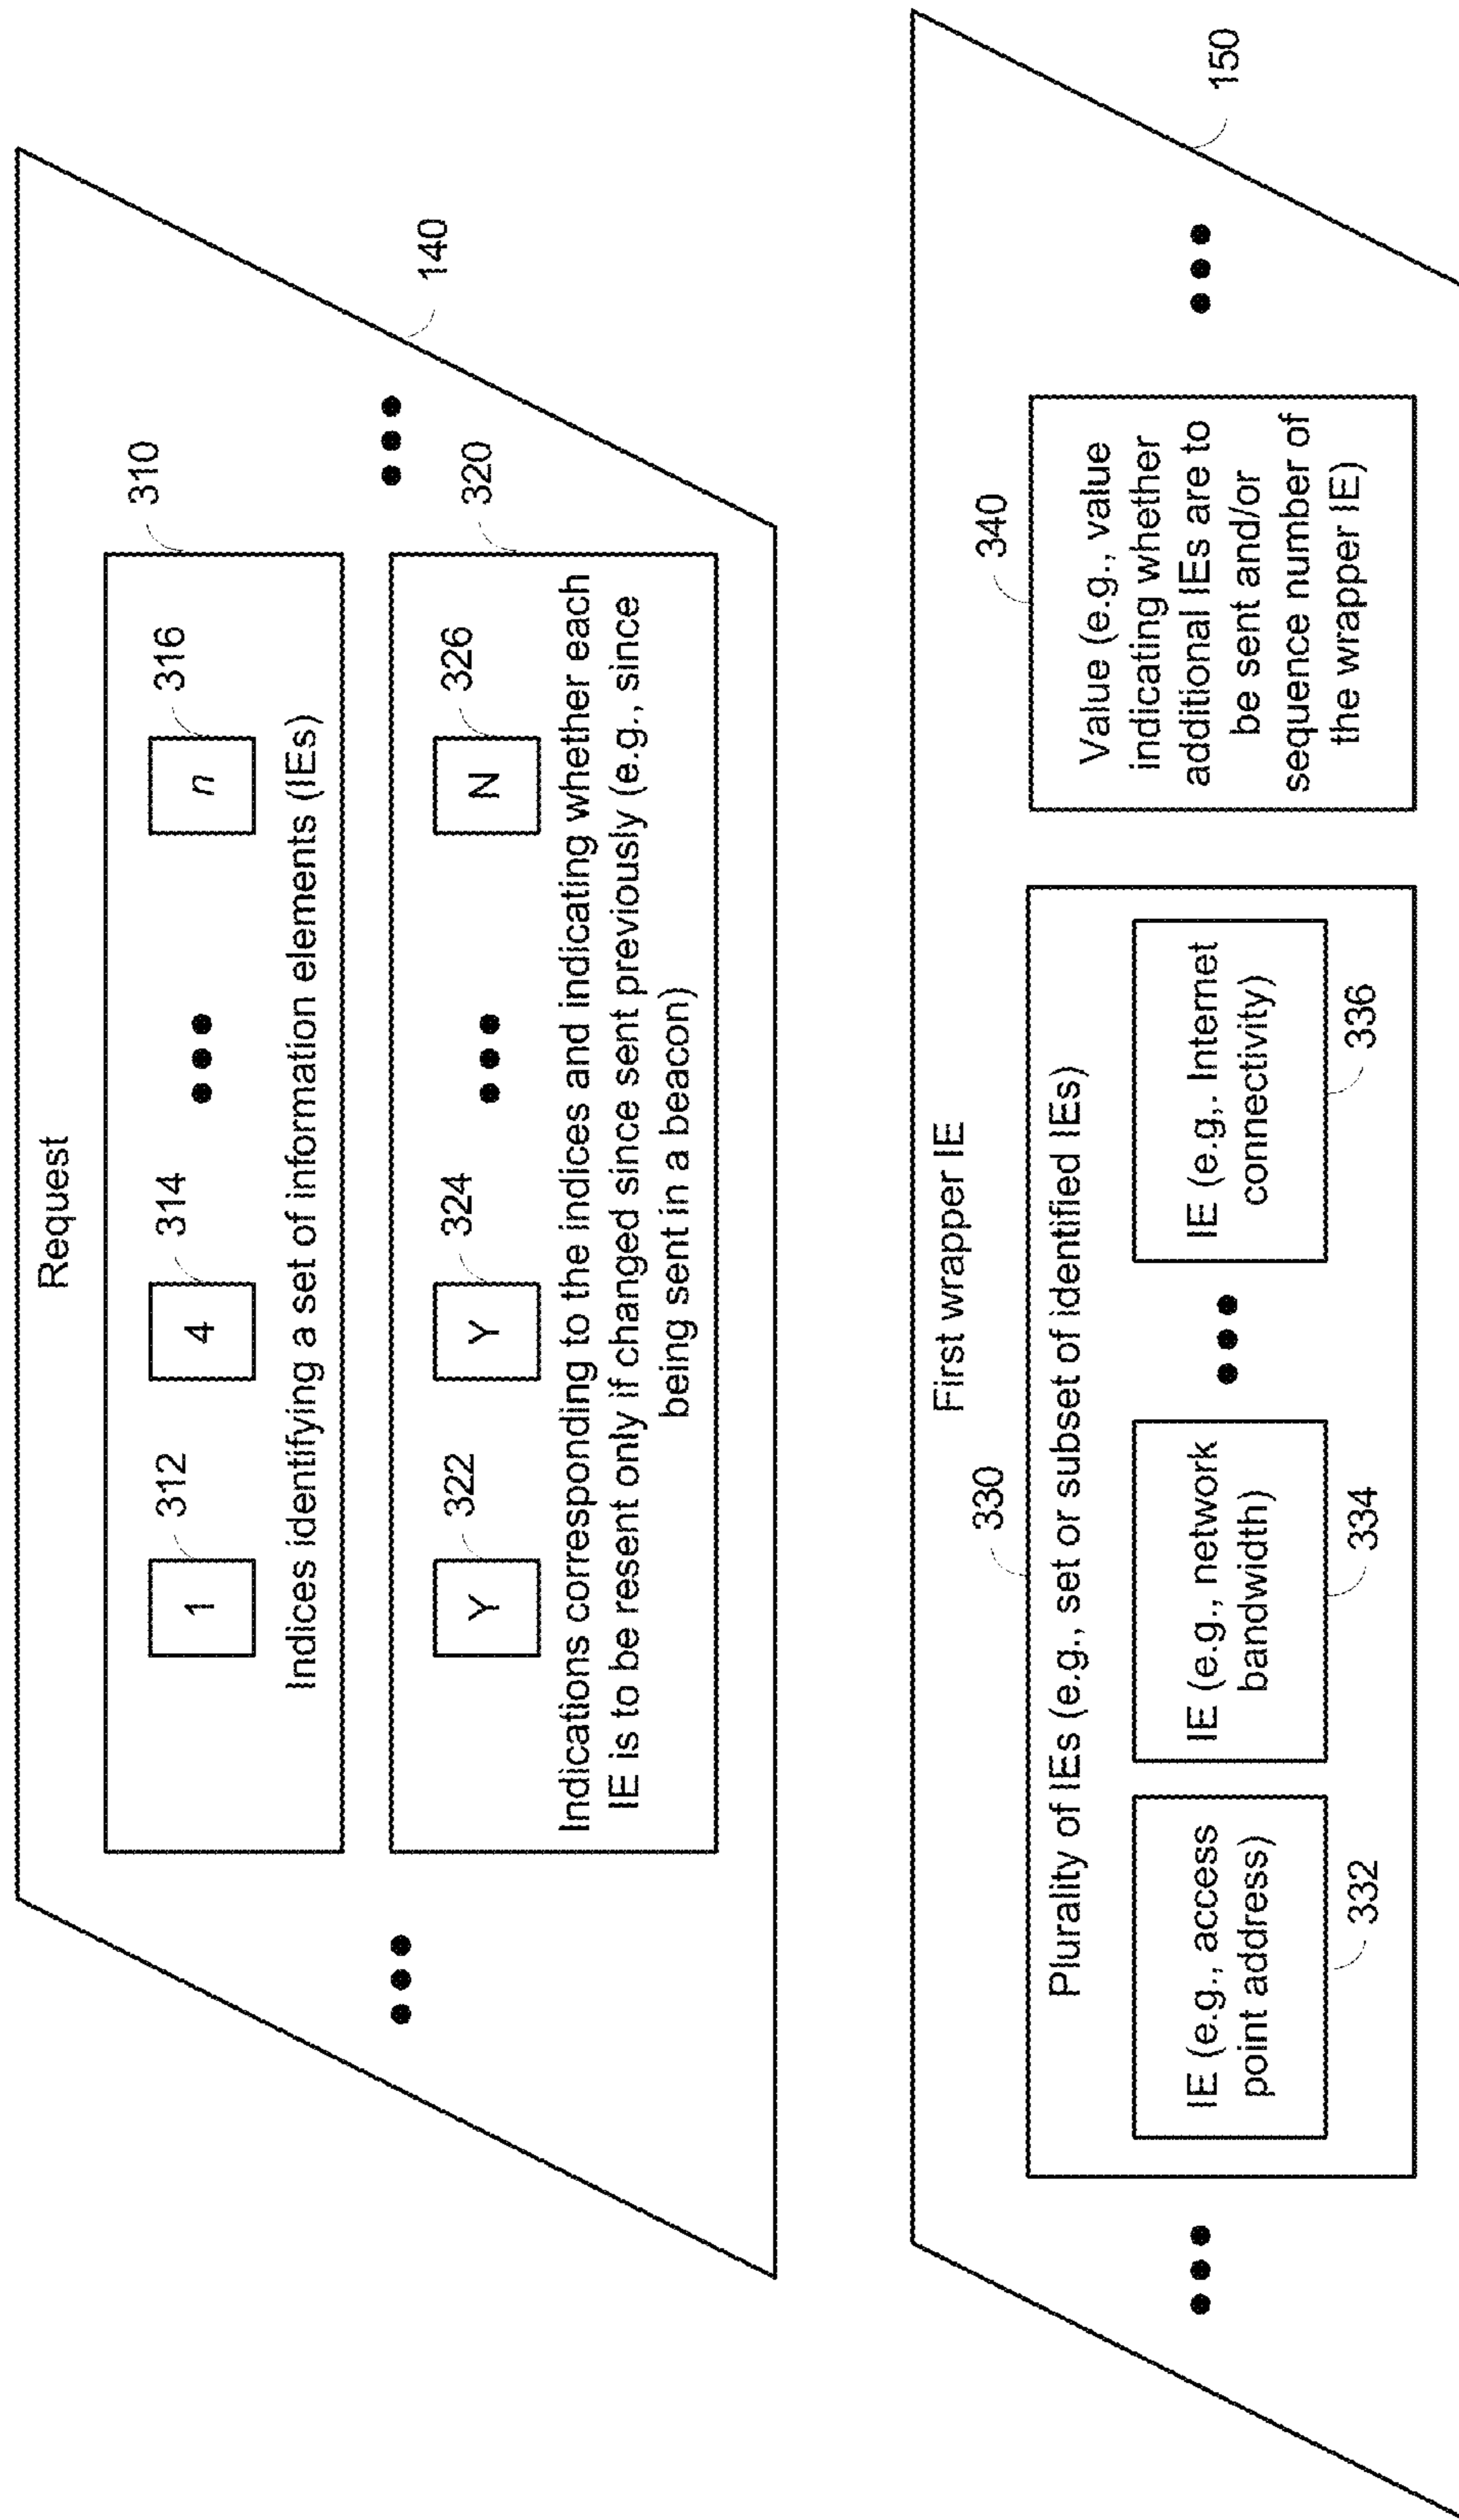 Request
140
310
312
314
316
1
4
n
Indices identifying a set of information elements (IEs)
320
322
324
326
Y
Y
N
Indications corresponding to the indices and indicating whether each
IE is to be resent only if changed since sent previously (e.g., since
being sent in a beacon)
First wrapper IE
150
330
Plurality of IEs (e.g., set or subset of identified IEs)
IE (e.g., access
point address)
332
IE (e.g., network
bandwidth)
334
IE (e.g,. Internet
connectivity)
336
340
Value (e.g., value
indicating whether
additional IEs are to
be sent and/or
sequence number of
the wrapper IE)